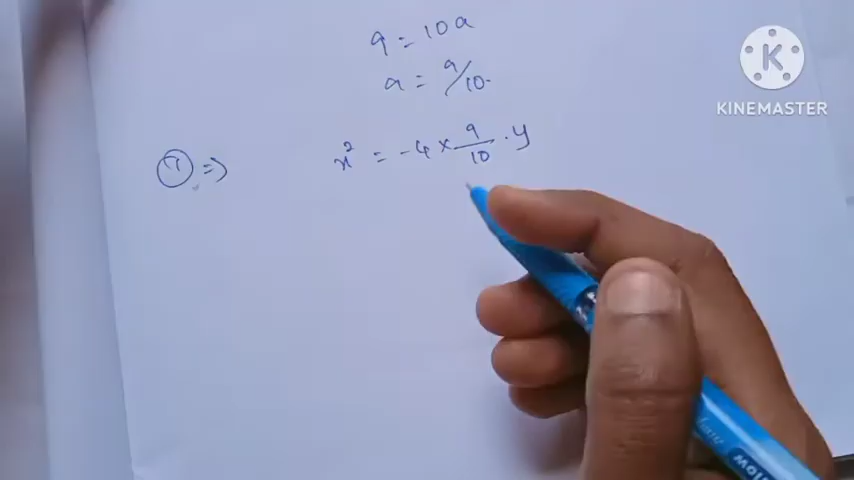 9 = 10a
a = 9/10.
① => x² = -4 × 9/10 . y
K
KINEMASTER